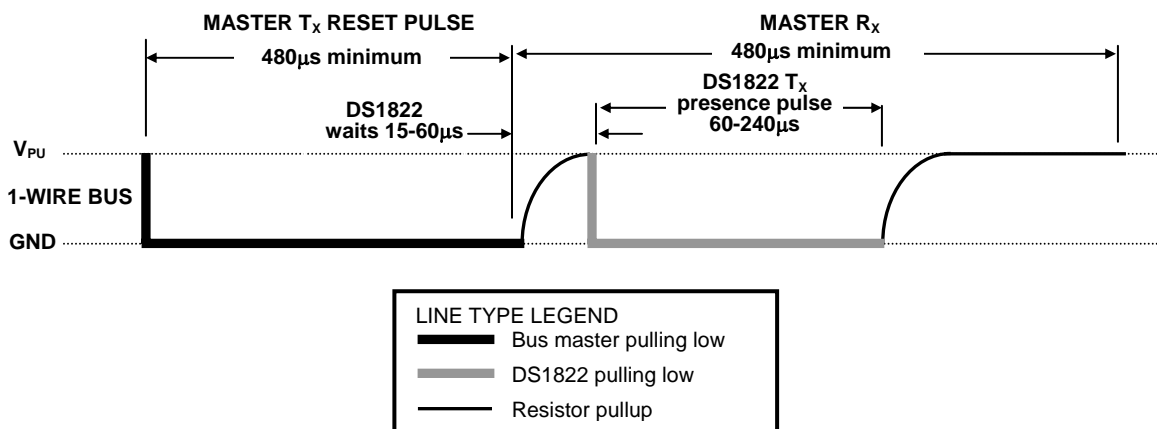 MASTER TX RESET PULSE
480µs minimum
MASTER RX
480µs minimum
DS1822 TX
presence pulse
60-240µs
DS1822
waits 15-60µs
VPU
1-WIRE BUS
GND
LINE TYPE LEGEND
Bus master pulling low
DS1822 pulling low
Resistor pullup